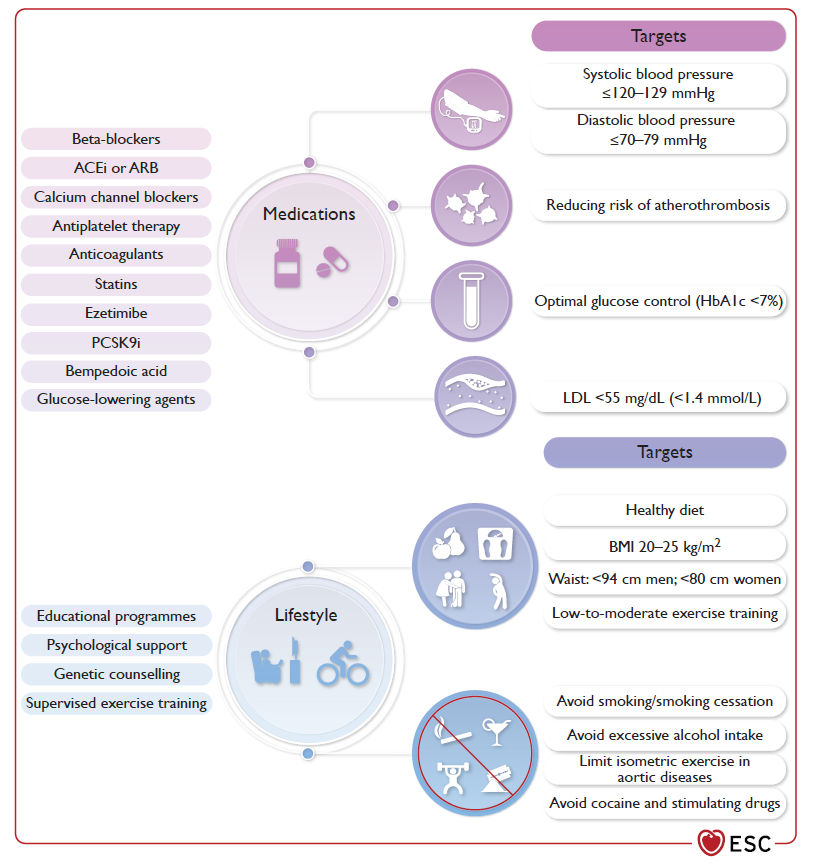 Targets
Systolic blood pressure
≤120–129 mmHg
Diastolic blood pressure
≤70–79 mmHg
Beta-blockers
ACEi or ARB
Calcium channel blockers
Antiplatelet therapy
Anticoagulants
Statins
Ezetimibe
PCSK9i
Bempedoic acid
Glucose-lowering agents
Medications
Reducing risk of atherothrombosis
Optimal glucose control (HbA1c <7%)
LDL <55 mg/dL (<1.4 mmol/L)
Targets
Healthy diet
BMI 20–25 kg/m²
Waist: <94 cm men; <80 cm women
Low-to-moderate exercise training
Educational programmes
Psychological support
Genetic counselling
Supervised exercise training
Lifestyle
Avoid smoking/smoking cessation
Avoid excessive alcohol intake
Limit isometric exercise in
aortic diseases
Avoid cocaine and stimulating drugs
ESC